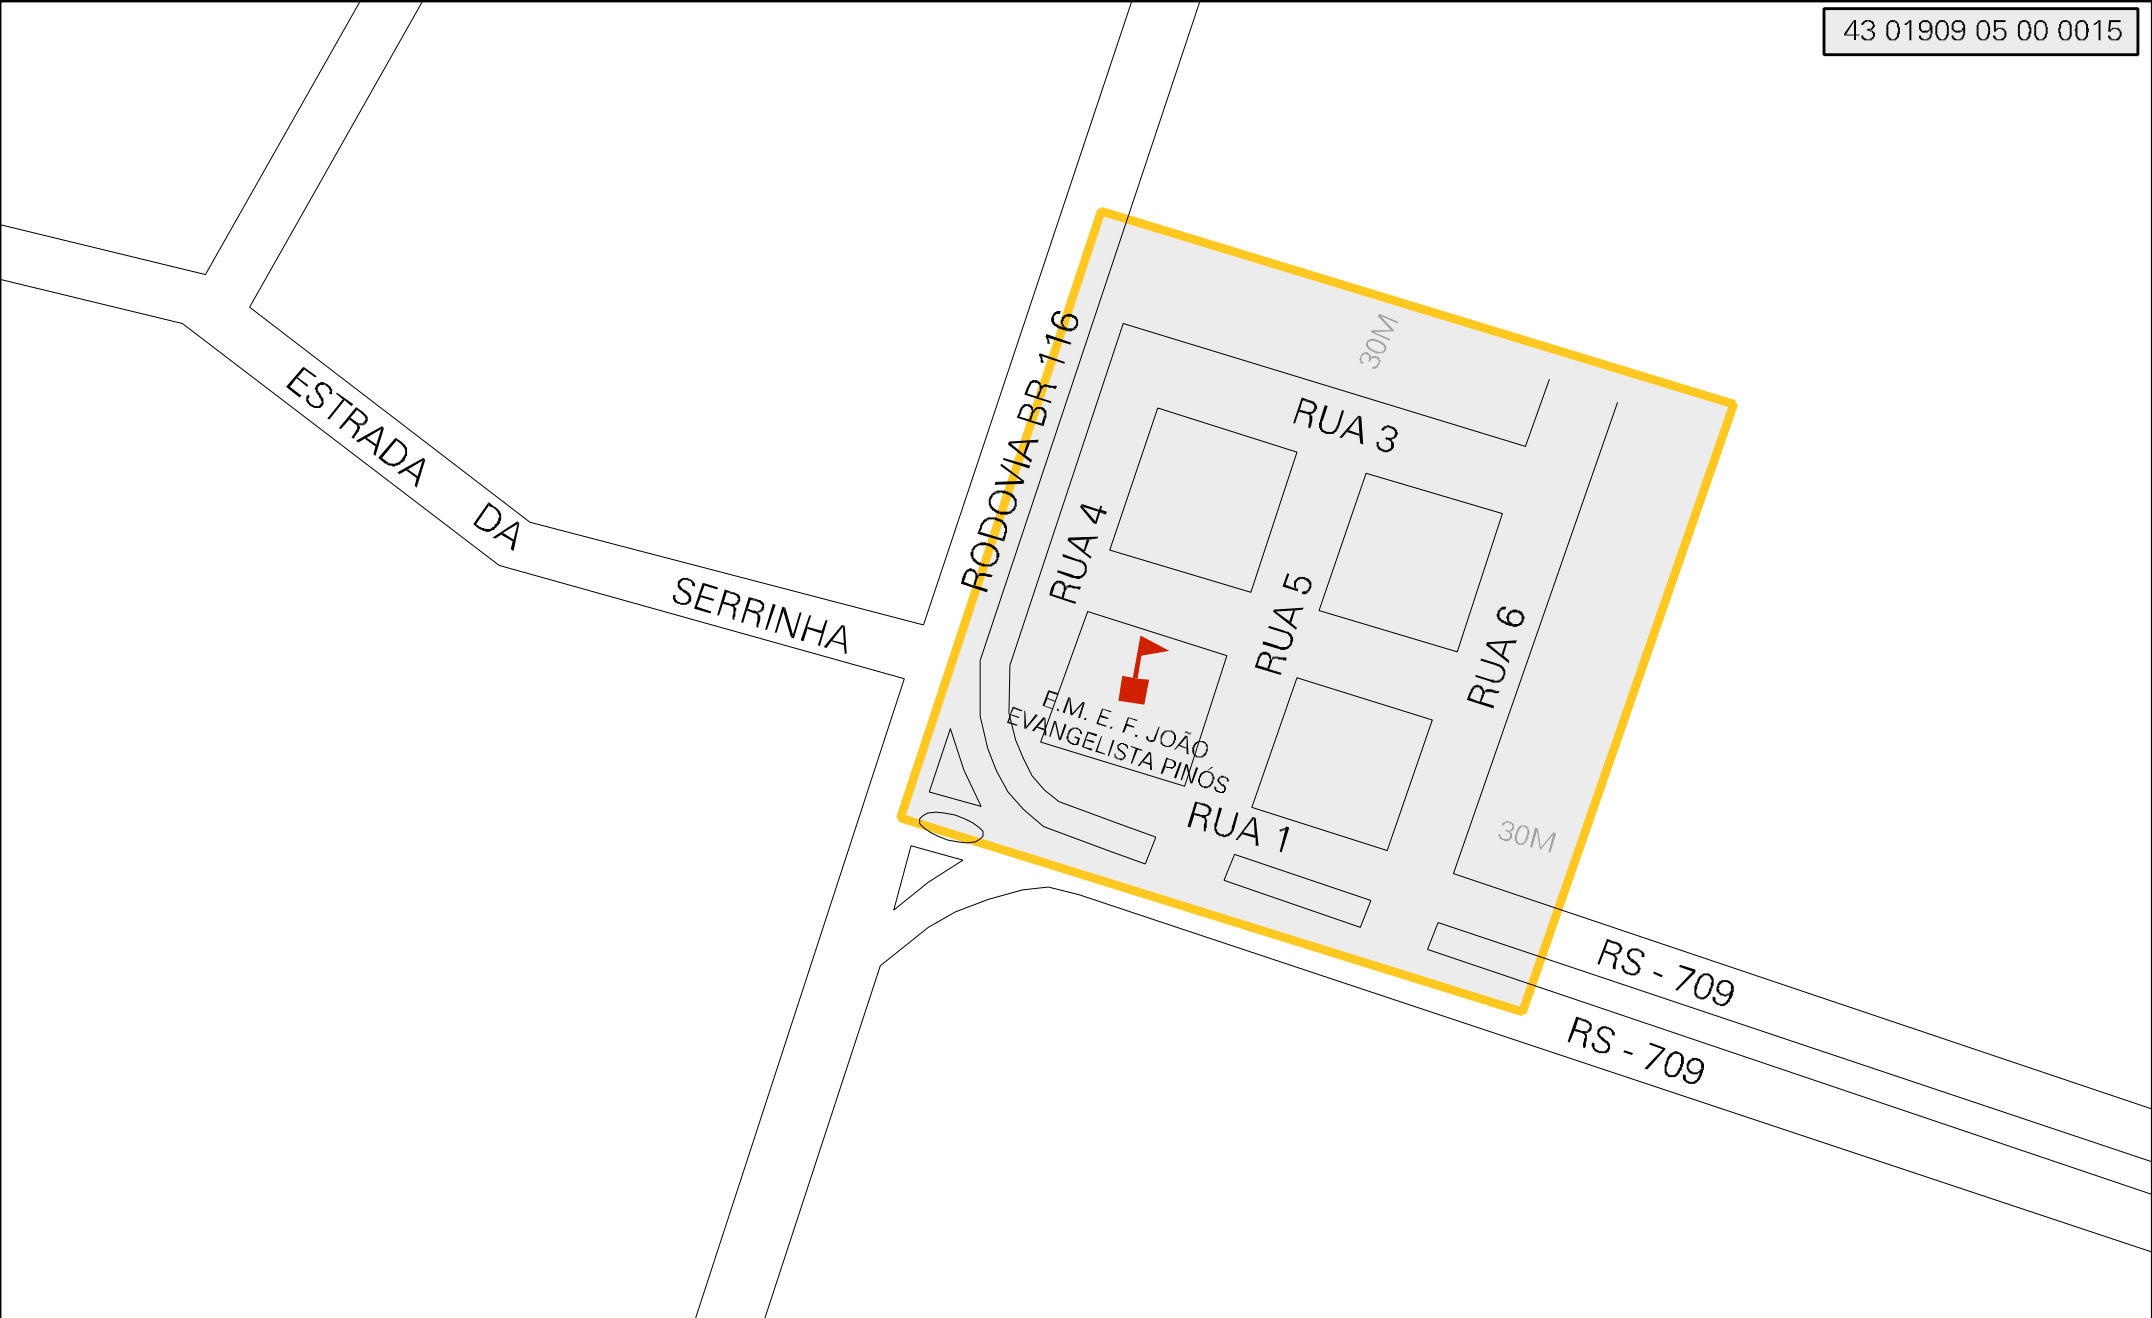 43 01909 05 00 0015
30M
RODOVIA BR 116
ESTRADA DA SERRINHA
RUA 3
RUA 4
RUA 5
RUA 6
E.M. E. F. JOÃO
EVANGELISTA PINÓS
RUA 1
30M
RS - 709
RS - 709